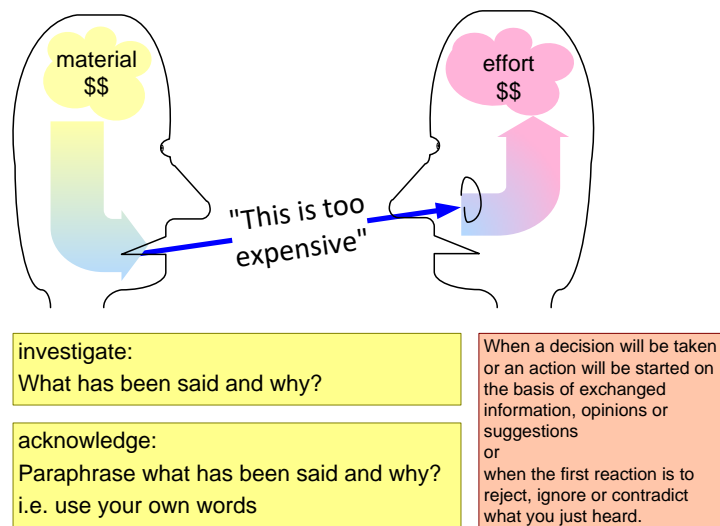 material
$$
effort
$$
"This is too
expensive"
investigate:
What has been said and why?
acknowledge:
Paraphrase what has been said and why?
i.e. use your own words
When a decision will be taken
or an action will be started on
the basis of exchanged
information, opinions or
suggestions
or
when the first reaction is to
reject, ignore or contradict
what you just heard.